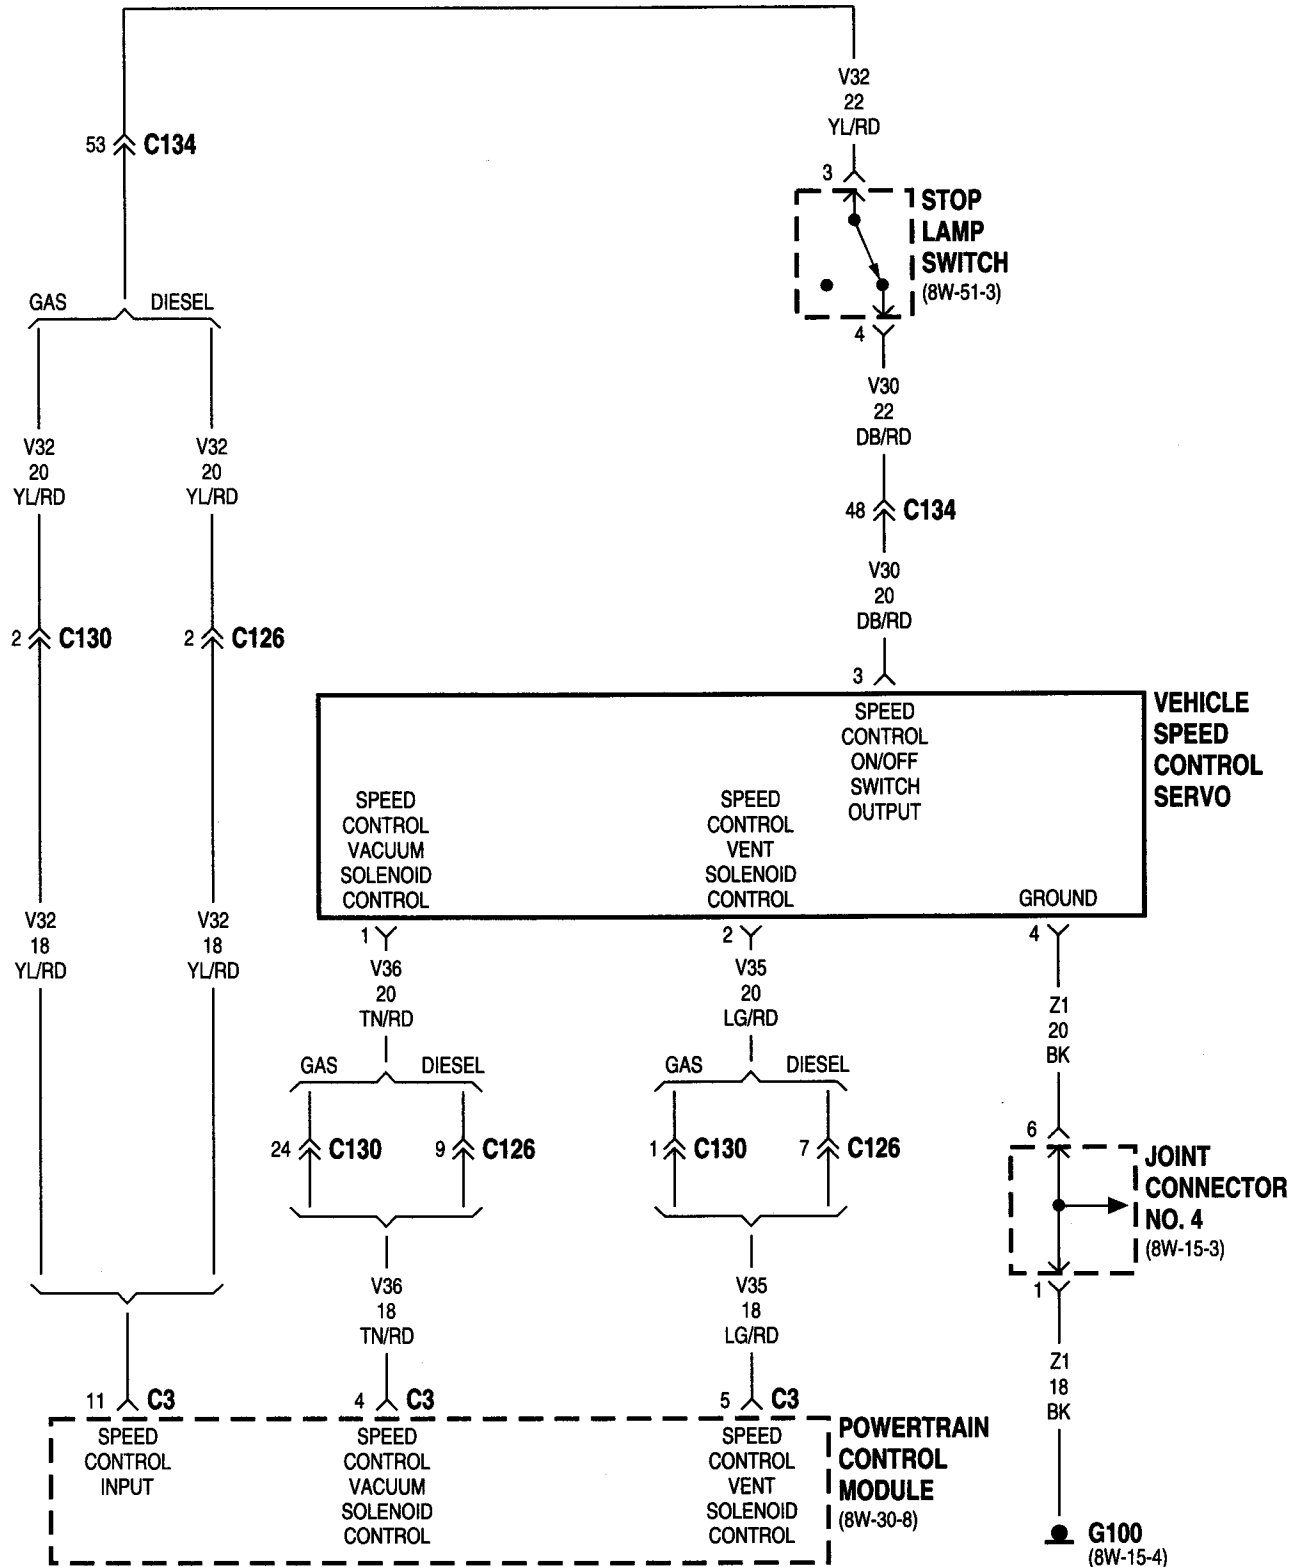 V32
22
YL/RD
53 C134
3
STOP
LAMP
SWITCH
(8W-51-3)
GAS DIESEL
4
V30
22
DB/RD
V32
20
YL/RD
V32
20
YL/RD
48 C134
V30
20
DB/RD
2 C130
2 C126
3
VEHICLE
SPEED
CONTROL
SERVO
SPEED
CONTROL
ON/OFF
SWITCH
OUTPUT
SPEED
CONTROL
VACUUM
SOLENOID
CONTROL
SPEED
CONTROL
VENT
SOLENOID
CONTROL
GROUND
V32
18
YL/RD
V32
18
YL/RD
1
V36
20
TN/RD
2
V35
20
LG/RD
4
Z1
20
BK
GAS DIESEL
GAS DIESEL
24 C130
9 C126
1 C130
7 C126
6
JOINT
CONNECTOR
NO. 4
(8W-15-3)
1
V36
18
TN/RD
V35
18
LG/RD
Z1
18
BK
11 C3
4 C3
5 C3
POWERTRAIN
CONTROL
MODULE
(8W-30-8)
SPEED
CONTROL
INPUT
SPEED
CONTROL
VACUUM
SOLENOID
CONTROL
SPEED
CONTROL
VENT
SOLENOID
CONTROL
G100
(8W-15-4)